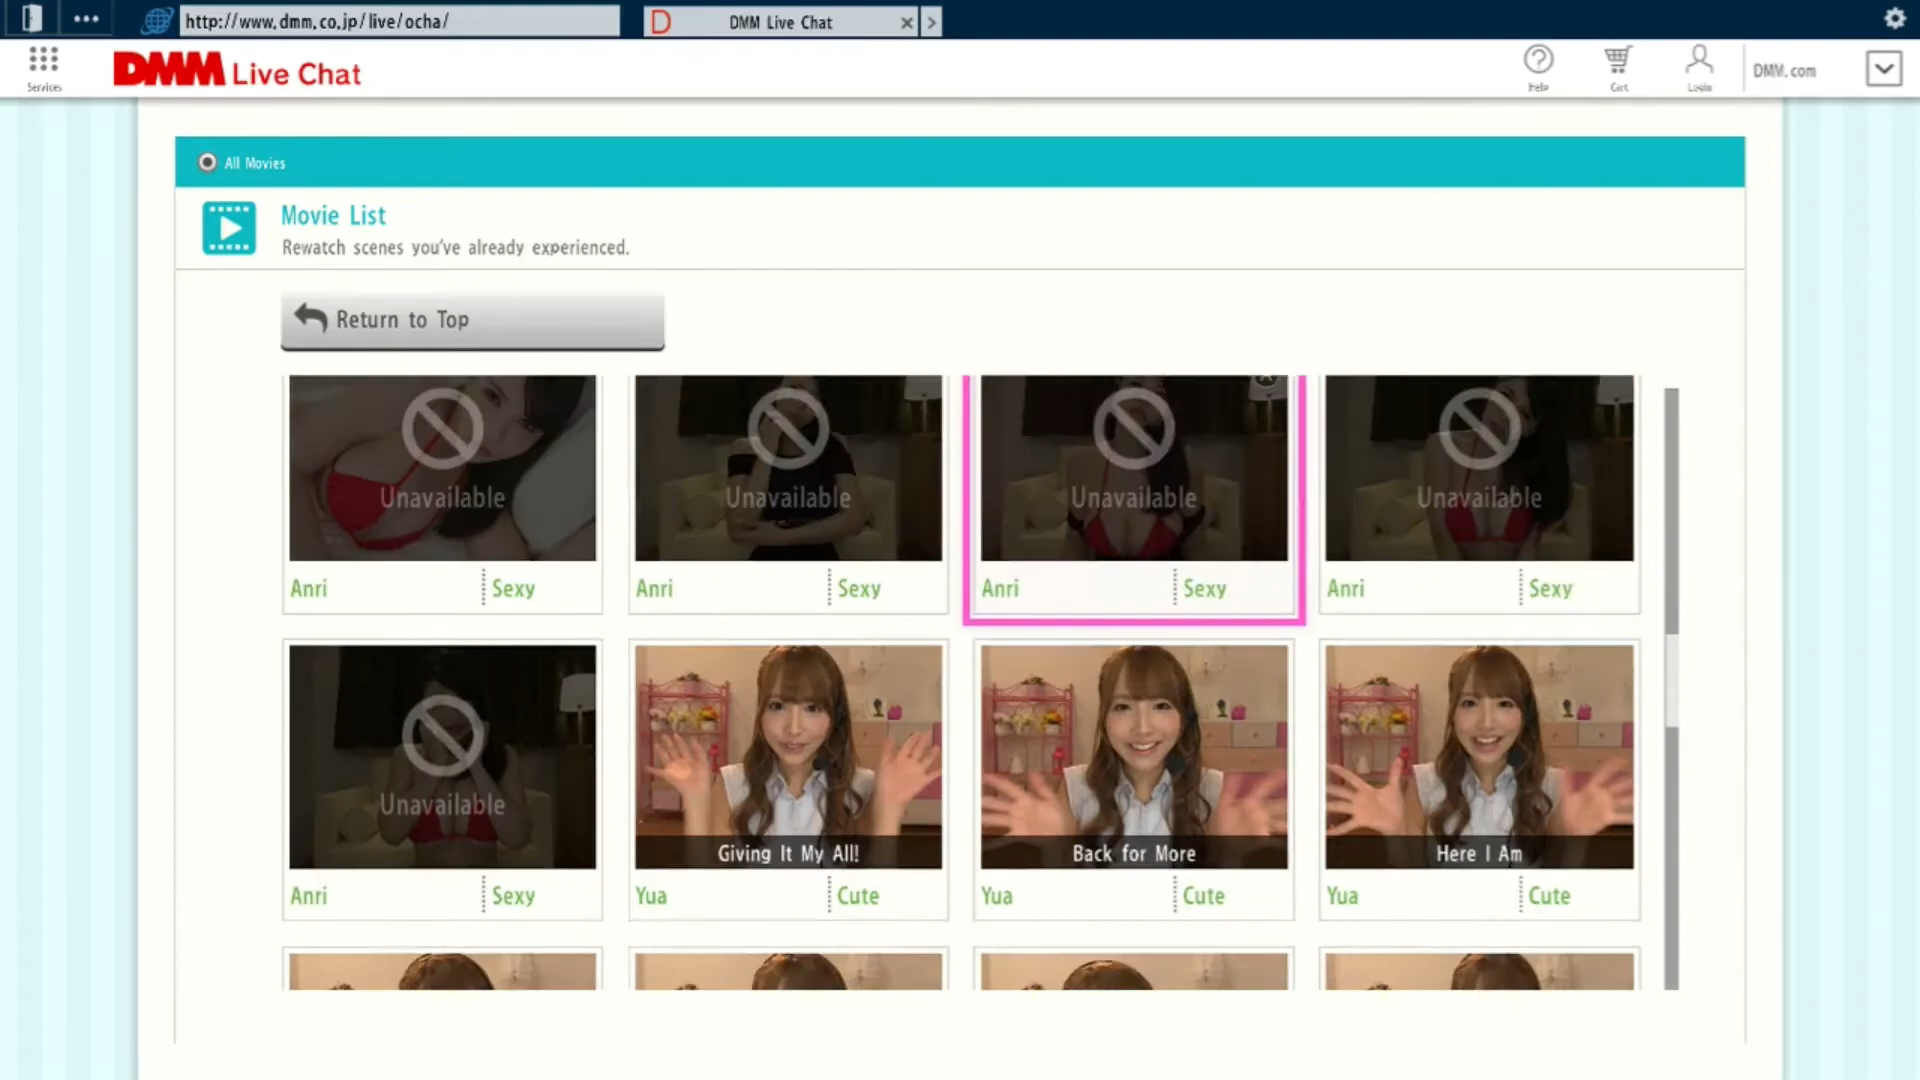 http://www.dmm.co.jp/live/ocha/
DMM Live Chat
Services
DMM Live Chat
Help
Cart
Login
DMM.com
All Movies
Movie List
Rewatch scenes you've already experienced.
Return to Top
Unavailable
Unavailable
Unavailable
Unavailable
Anri Sexy
Anri Sexy
Anri Sexy
Anri Sexy
Unavailable
Giving It My All!
Back for More
Here I Am
Anri Sexy
Yua Cute
Yua Cute
Yua Cute